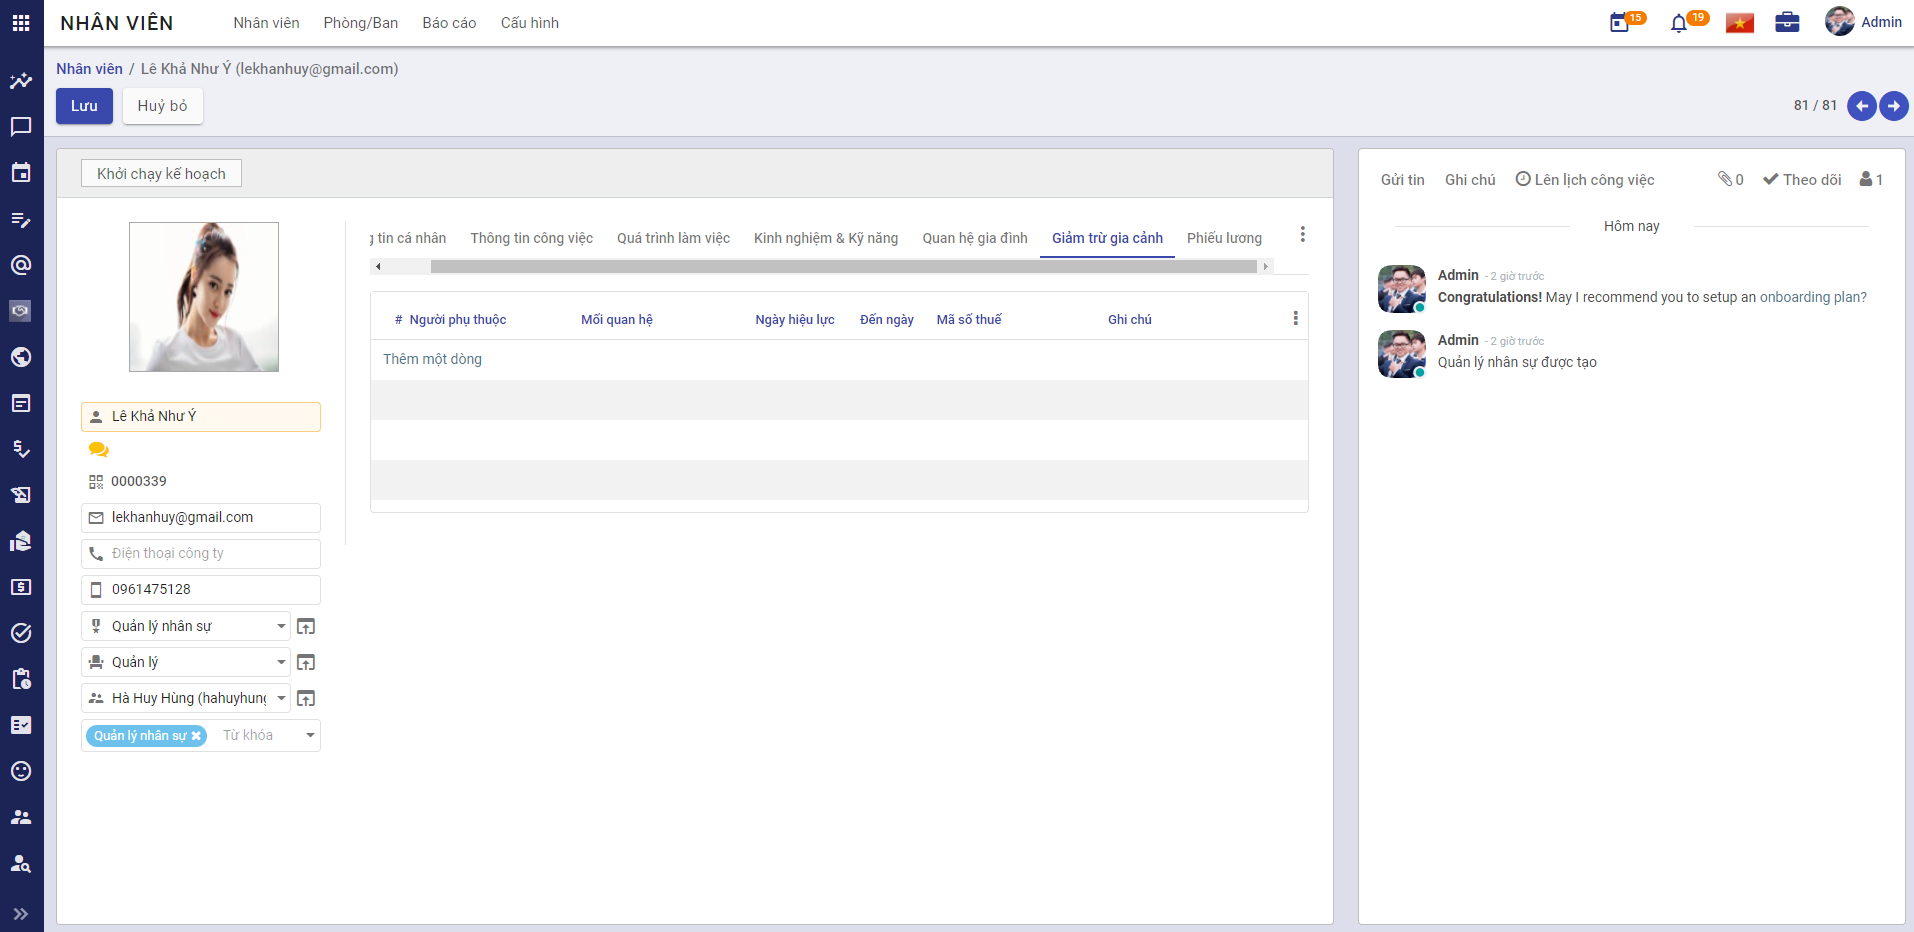 NHÂN VIÊN
Nhân viên
Phòng/Ban
Báo cáo
Cấu hình
15
19
Admin
Nhân viên / Lê Khả Như Ý (lekhanhuy@gmail.com)
Lưu
Huỷ bỏ
81 / 81
Khởi chạy kế hoạch
Lê Khả Như Ý
0000339
lekhanhuy@gmail.com
Điện thoại công ty
0961475128
Quản lý nhân sự
Quản lý
Hà Huy Hùng (hahuyhung
Quản lý nhân sự
Từ khóa
g tin cá nhân
Thông tin công việc
Quá trình làm việc
Kinh nghiệm & Kỹ năng
Quan hệ gia đình
Giảm trừ gia cảnh
Phiếu lương
# Người phụ thuộc
Mối quan hệ
Ngày hiệu lực
Đến ngày
Mã số thuế
Ghi chú
Thêm một dòng
Gửi tin
Ghi chú
Lên lịch công việc
0
Theo dõi
1
Hôm nay
Admin - 2 giờ trước
Congratulations! May I recommend you to setup an onboarding plan?
Admin - 2 giờ trước
Quản lý nhân sự được tạo